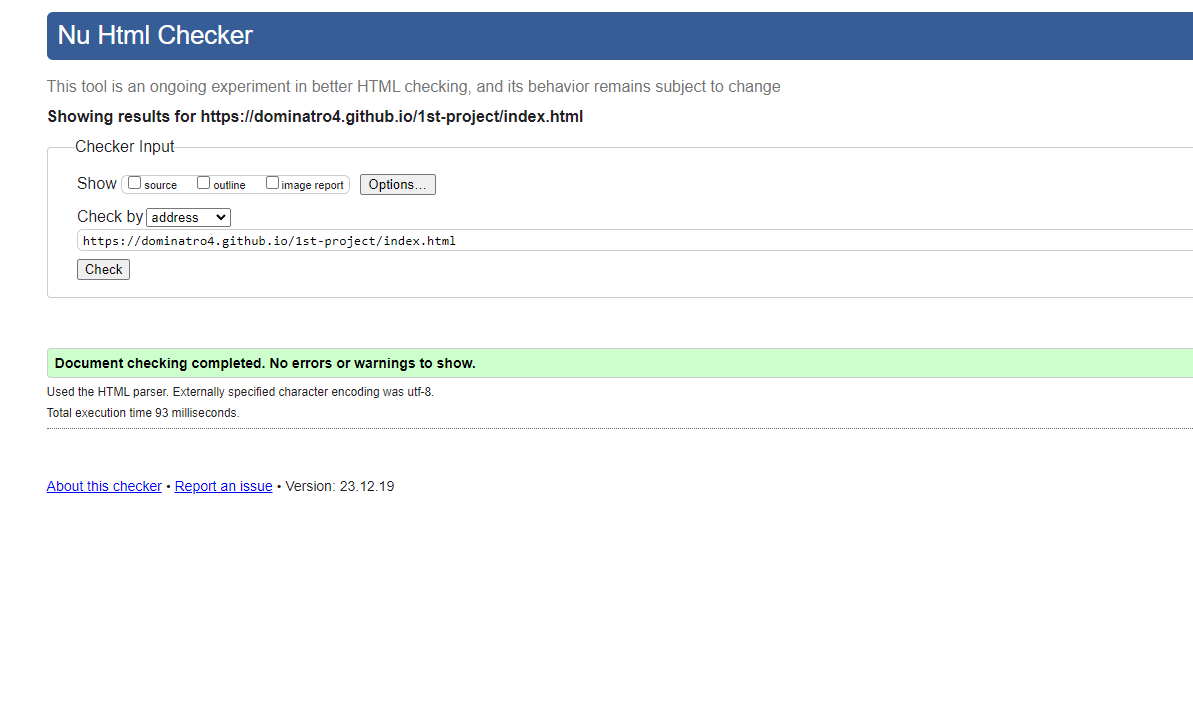 Nu Html Checker
This tool is an ongoing experiment in better HTML checking, and its behavior remains subject to change
Showing results for https://dominatro4.github.io/1st-project/index.html
Checker Input
Show source outline image report Options...
Check by address
https://dominatro4.github.io/1st-project/index.html
Check
Document checking completed. No errors or warnings to show.
Used the HTML parser. Externally specified character encoding was utf-8.
Total execution time 93 milliseconds.
About this checker • Report an issue • Version: 23.12.19